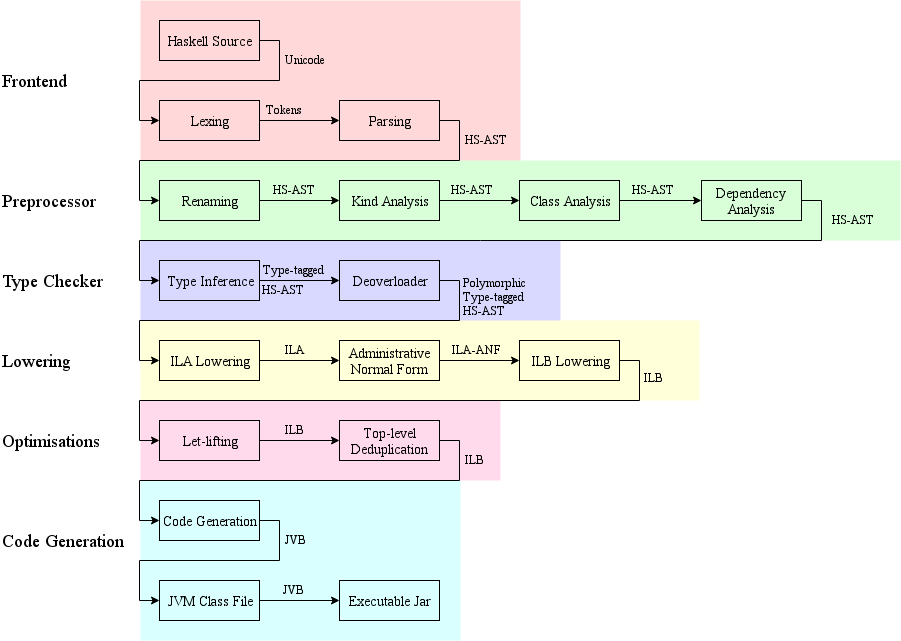 Haskell Source
Unicode
Frontend
Lexing
Tokens
Parsing
HS-AST
Preprocessor
Renaming
HS-AST
Kind Analysis
HS-AST
Class Analysis
HS-AST
Dependency
Analysis
HS-AST
Type Checker
Type Inference
Type-tagged
HS-AST
Deoverloader
Polymorphic
Type-tagged
HS-AST
Lowering
ILA Lowering
ILA
Administrative
Normal Form
ILA-ANF
ILB Lowering
ILB
Optimisations
Let-lifting
ILB
Top-level
Deduplication
ILB
Code Generation
Code Generation
JVB
JVM Class File
JVB
Executable Jar